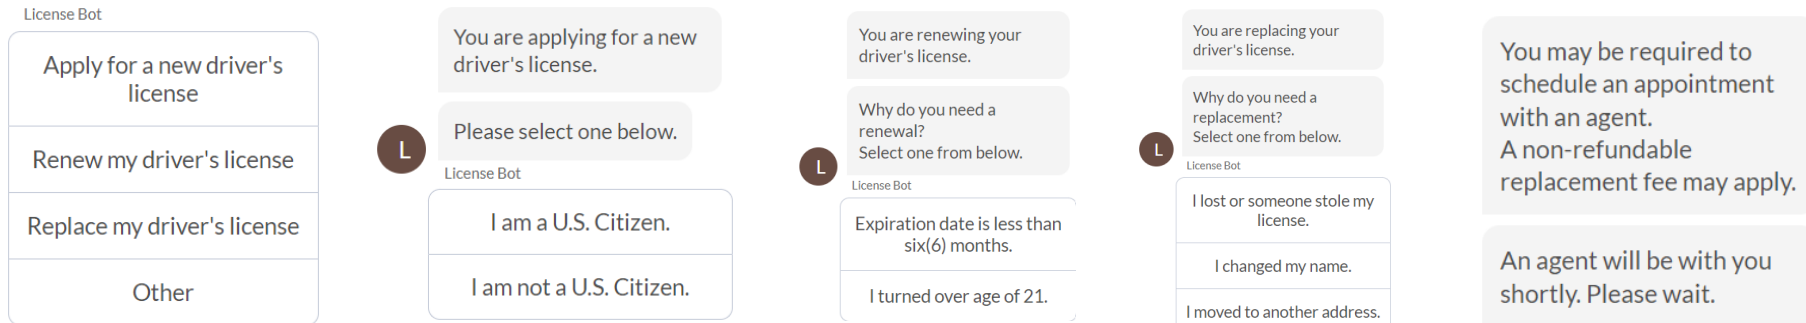 License Bot
Apply for a new driver's
license
Renew my driver's license
Replace my driver's license
Other
You are applying for a new
driver's license.
Please select one below.
L
License Bot
I am a U.S. Citizen.
I am not a U.S. Citizen.
You are renewing your
driver's license.
Why do you need a
renewal?
Select one from below.
L
License Bot
Expiration date is less than
six(6) months.
I turned over age of 21.
You are replacing your
driver's license.
Why do you need a
replacement?
Select one from below.
L
License Bot
I lost or someone stole my
license.
I changed my name.
I moved to another address.
You may be required to
schedule an appointment
with an agent.
A non-refundable
replacement fee may apply.
An agent will be with you
shortly. Please wait.